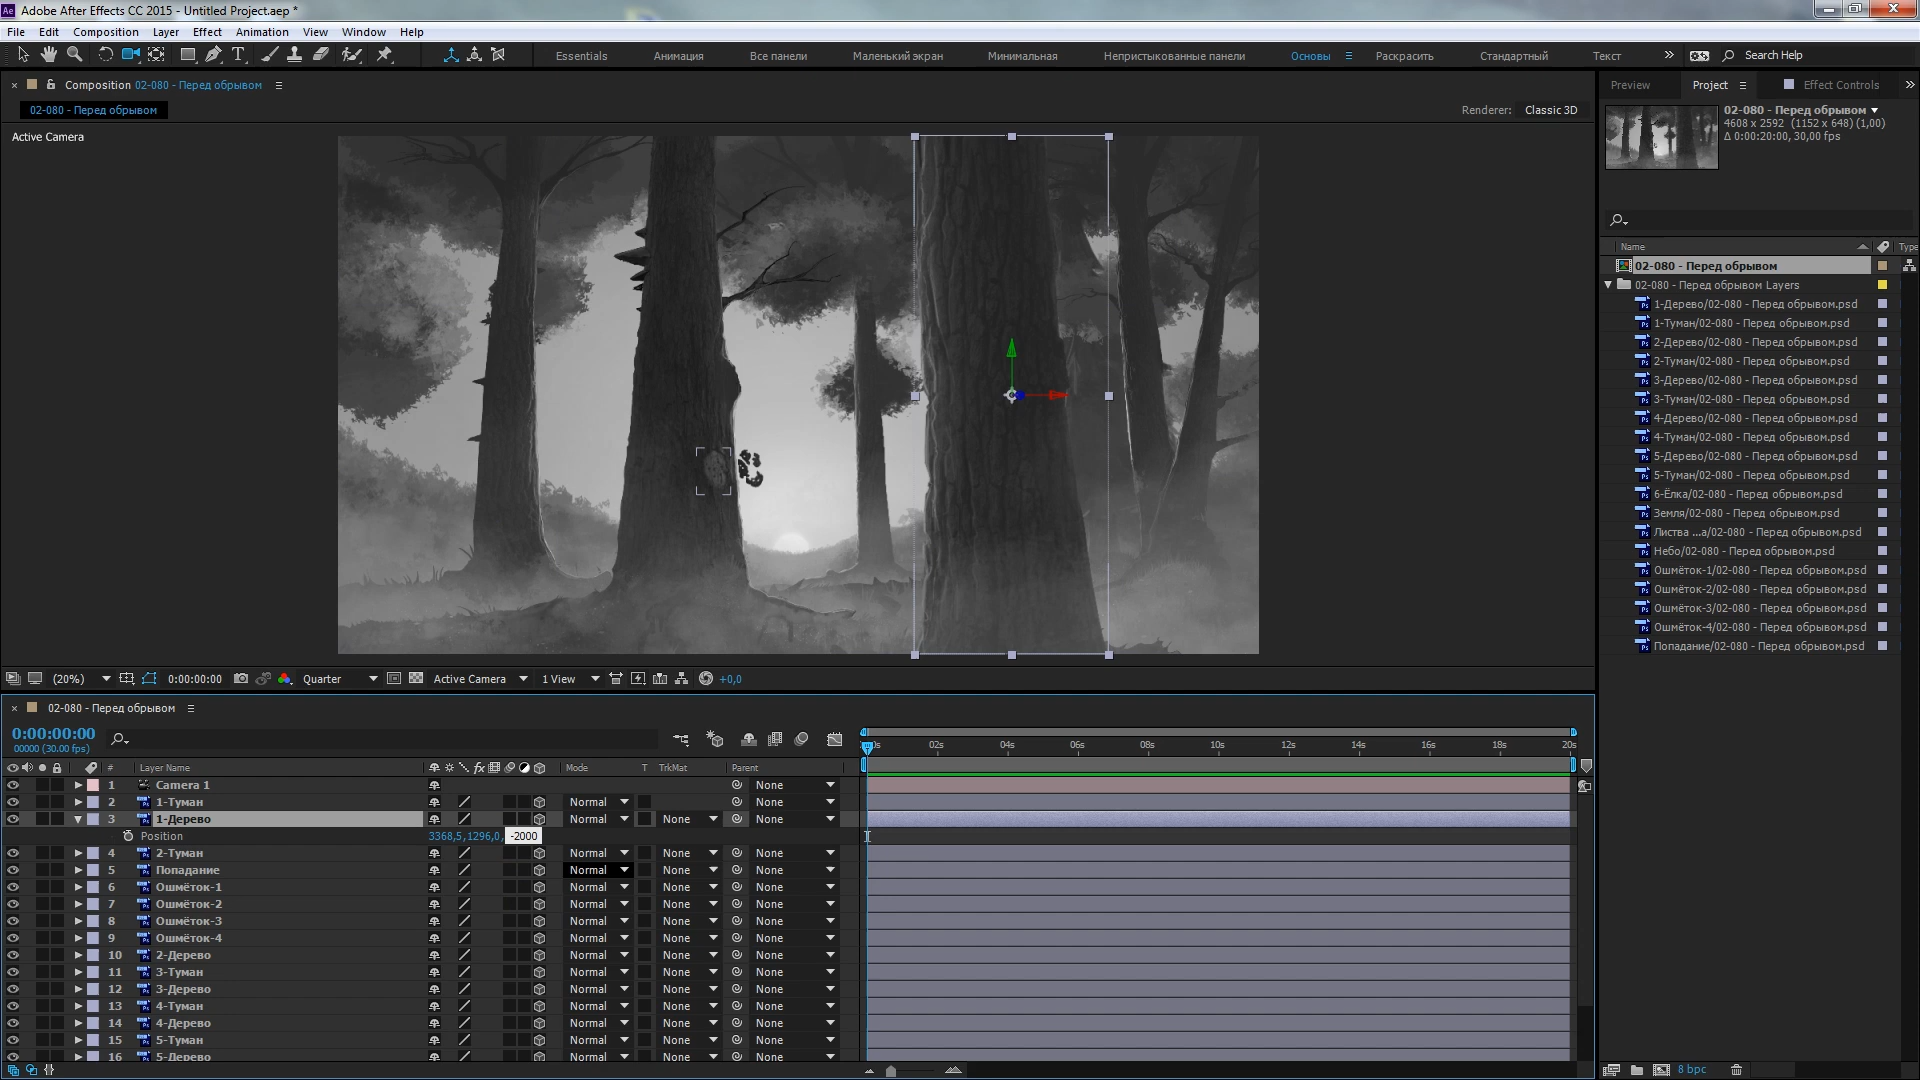 Adobe After Effects CC 2015 - Untitled Project.aep *
File Edit Composition Layer Effect Animation View Window Help
Essentials Анимация Все панели Маленький экран Минимальная Непристыкованные панели Основы Раскрасить Стандартный Текст Search Help
Composition 02-080 - Перед обрывом
Preview Project Effect Controls
02-080 - Перед обрывом
Renderer: Classic 3D
02-080 - Перед обрывом
4608 x 2592 (1152 x 648) (1,00)
Δ 0:00:20:00, 30,00 fps
Active Camera
Name Type
02-080 - Перед обрывом
02-080 - Перед обрывом Layers
1-Дерево/02-080 - Перед обрывом.psd
1-Туман/02-080 - Перед обрывом.psd
2-Дерево/02-080 - Перед обрывом.psd
2-Туман/02-080 - Перед обрывом.psd
3-Дерево/02-080 - Перед обрывом.psd
3-Туман/02-080 - Перед обрывом.psd
4-Дерево/02-080 - Перед обрывом.psd
4-Туман/02-080 - Перед обрывом.psd
5-Дерево/02-080 - Перед обрывом.psd
5-Туман/02-080 - Перед обрывом.psd
6-Ёлка/02-080 - Перед обрывом.psd
Земля/02-080 - Перед обрывом.psd
Листва ...а/02-080 - Перед обрывом.psd
Небо/02-080 - Перед обрывом.psd
Ошмёток-1/02-080 - Перед обрывом.psd
Ошмёток-2/02-080 - Перед обрывом.psd
Ошмёток-3/02-080 - Перед обрывом.psd
Ошмёток-4/02-080 - Перед обрывом.psd
Попадание/02-080 - Перед обрывом.psd
(20%) 0:00:00:00 Quarter Active Camera 1 View +0,0
02-080 - Перед обрывом
0:00:00:00
00000 (30.00 fps)
02s 04s 06s 08s 10s 12s 14s 16s 18s 20s
# Layer Name Mode T TrkMat Parent
1 Camera 1 None
2 1-Туман Normal None
3 1-Дерево Normal None None
Position 3368,5,1296,0, -2000
4 2-Туман Normal None None
5 Попадание Normal None None
6 Ошмёток-1 Normal None None
7 Ошмёток-2 Normal None None
8 Ошмёток-3 Normal None None
9 Ошмёток-4 Normal None None
10 2-Дерево Normal None None
11 3-Туман Normal None None
12 3-Дерево Normal None None
13 4-Туман Normal None None
14 4-Дерево Normal None None
15 5-Туман Normal None None
16 5-Дерево Normal None None
8 bpc